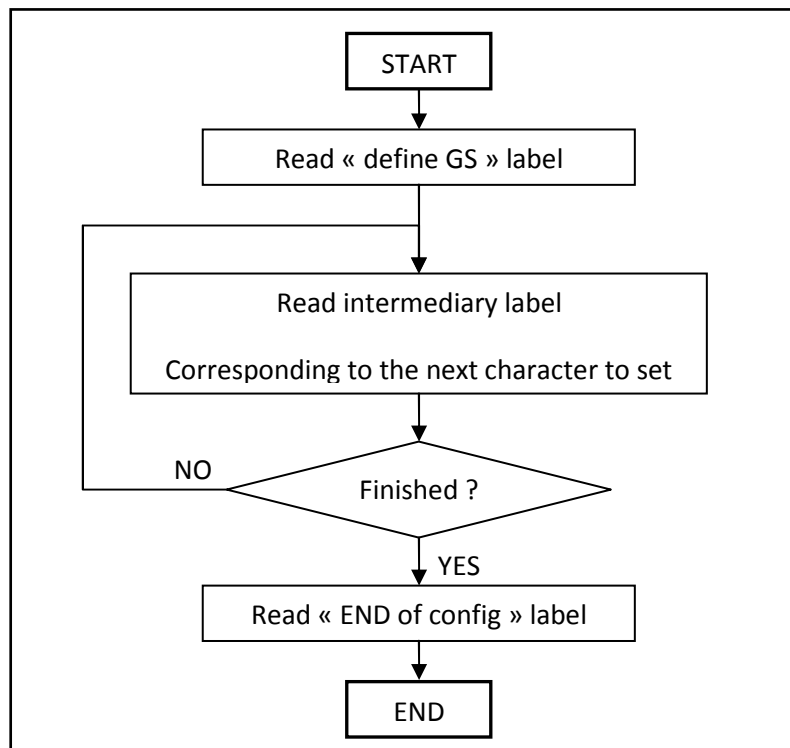 START
Read « define GS » label
Read intermediary label
Corresponding to the next character to set
Finished ?
NO
YES
Read « END of config » label
END